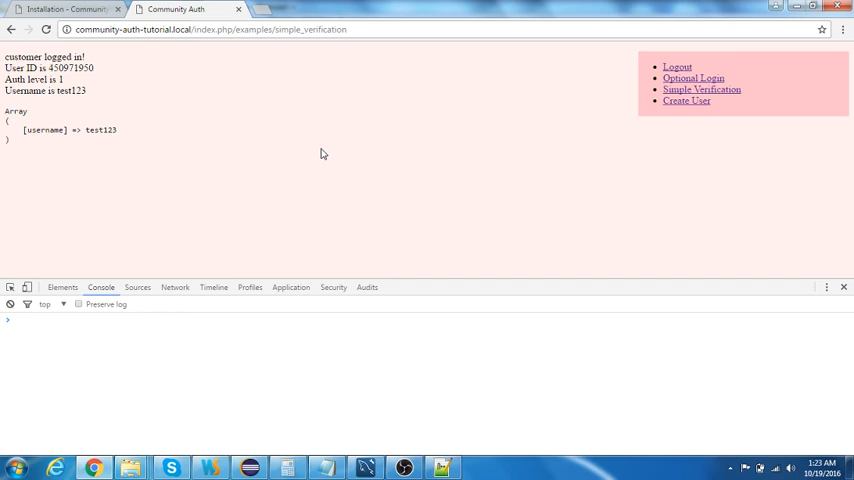 Installation - Community
Community Auth
community-auth-tutorial.local/index.php/examples/simple_verification
customer logged in!
User ID is 450971950
Auth level is 1
Username is test123
Array
(
[username] => test123
)
Logout
Optional Login
Simple Verification
Create User
Elements Console Sources Network Timeline Profiles Application Security Audits
top Preserve log
1:23 AM
10/19/2016